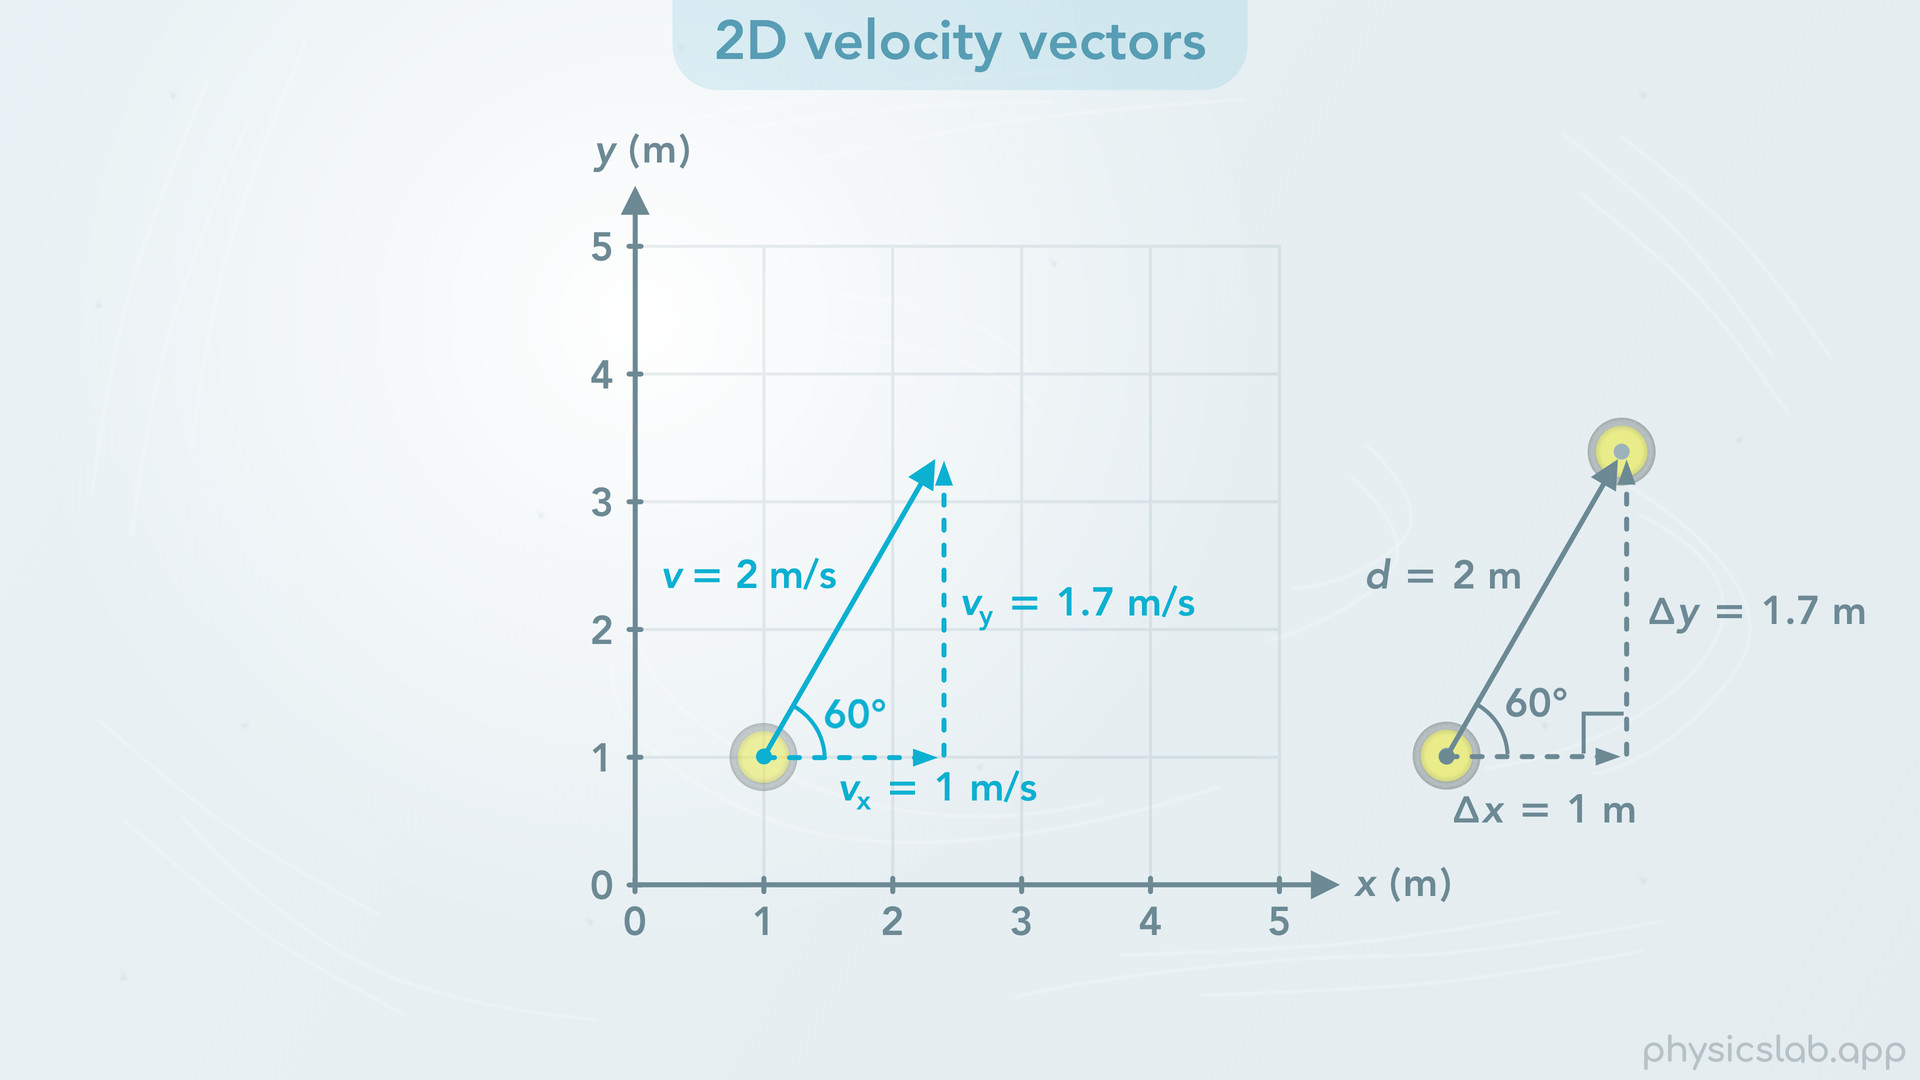 2D velocity vectors
y (m)
5
4
3
2
1
0
0 1 2 3 4 5
x (m)
v = 2 m/s
60°
vy = 1.7 m/s
vx = 1 m/s
d = 2 m
60°
Δy = 1.7 m
Δx = 1 m
physicslab.app